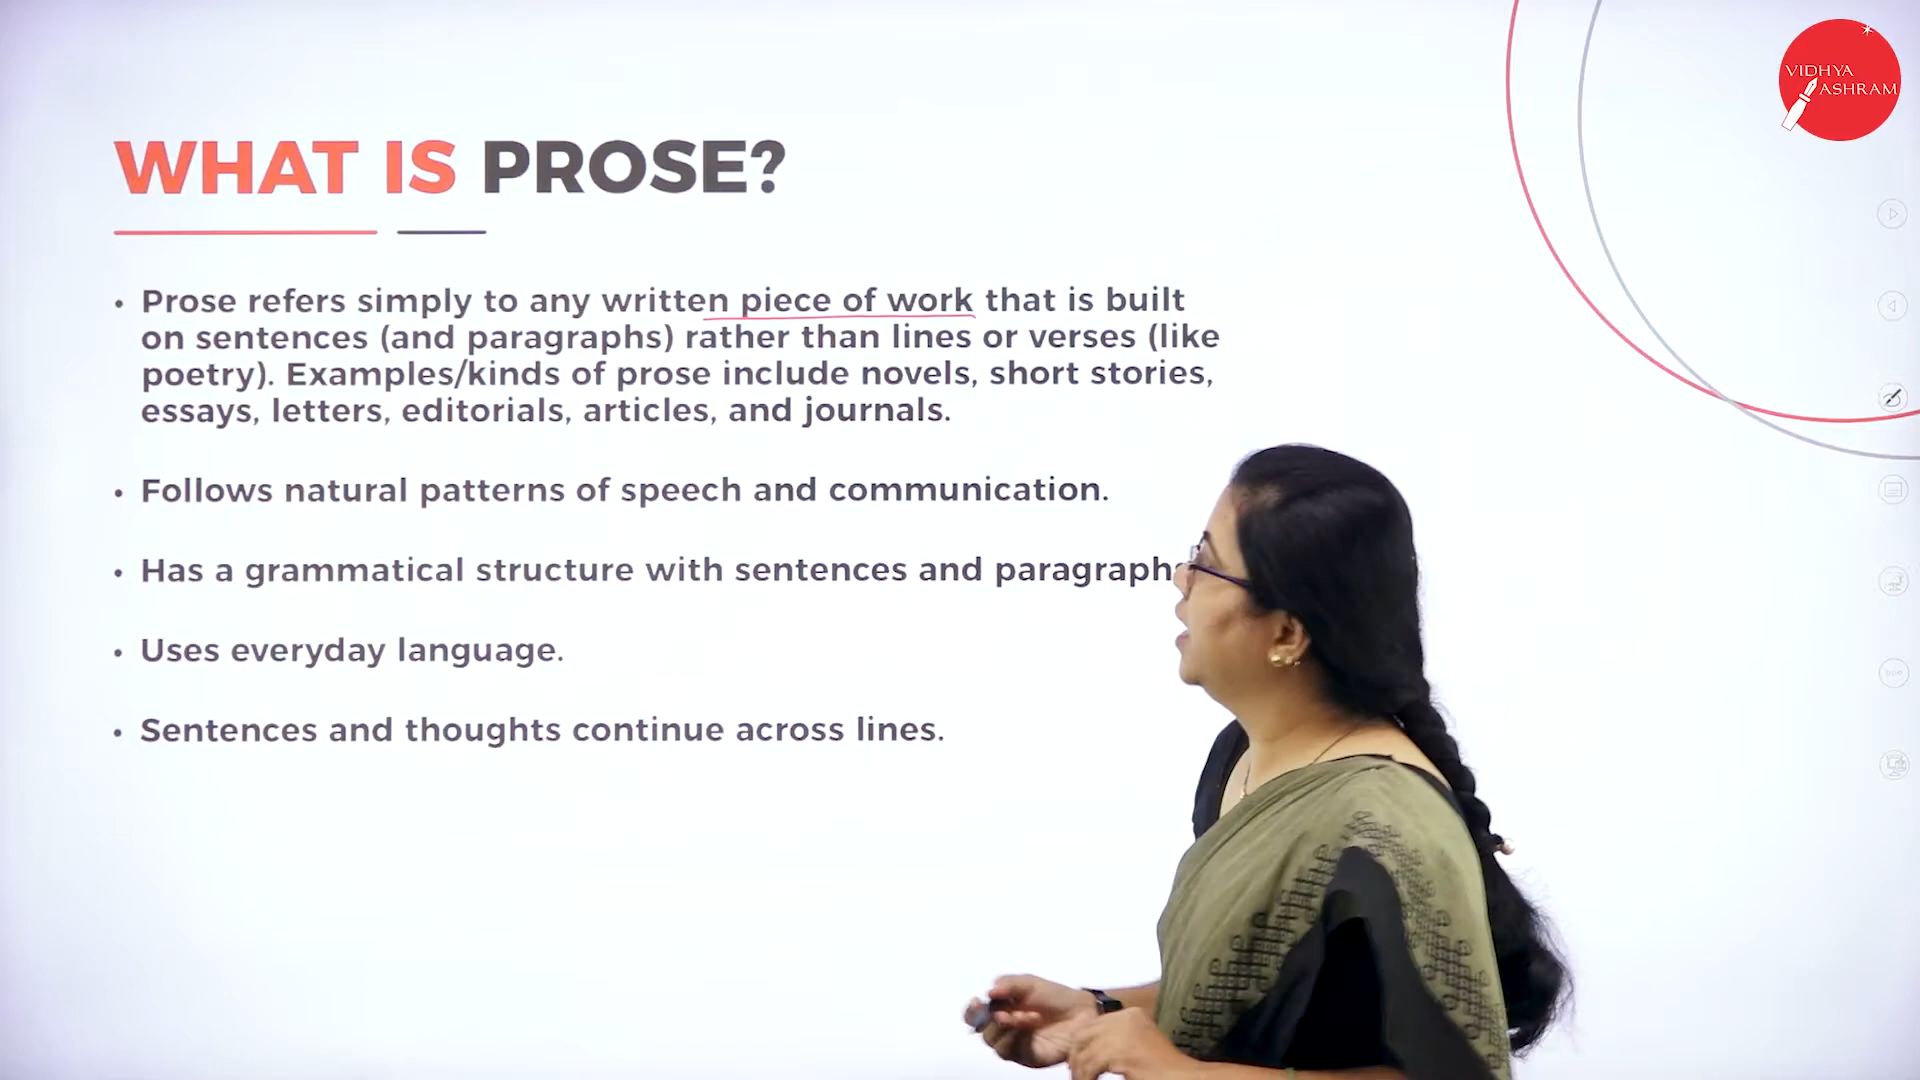 VIDHYA
ASHRAM
WHAT IS PROSE?
• Prose refers simply to any written piece of work that is built
on sentences (and paragraphs) rather than lines or verses (like
poetry). Examples/kinds of prose include novels, short stories,
essays, letters, editorials, articles, and journals.
• Follows natural patterns of speech and communication.
• Has a grammatical structure with sentences and paragraphs
• Uses everyday language.
• Sentences and thoughts continue across lines.